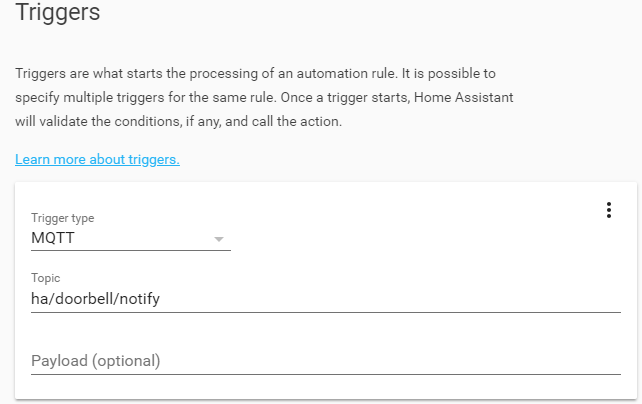 Triggers
Triggers are what starts the processing of an automation rule. It is possible to
specify multiple triggers for the same rule. Once a trigger starts, Home Assistant
will validate the conditions, if any, and call the action.
Learn more about triggers.
Trigger type
MQTT
Topic
ha/doorbell/notify
Payload (optional)